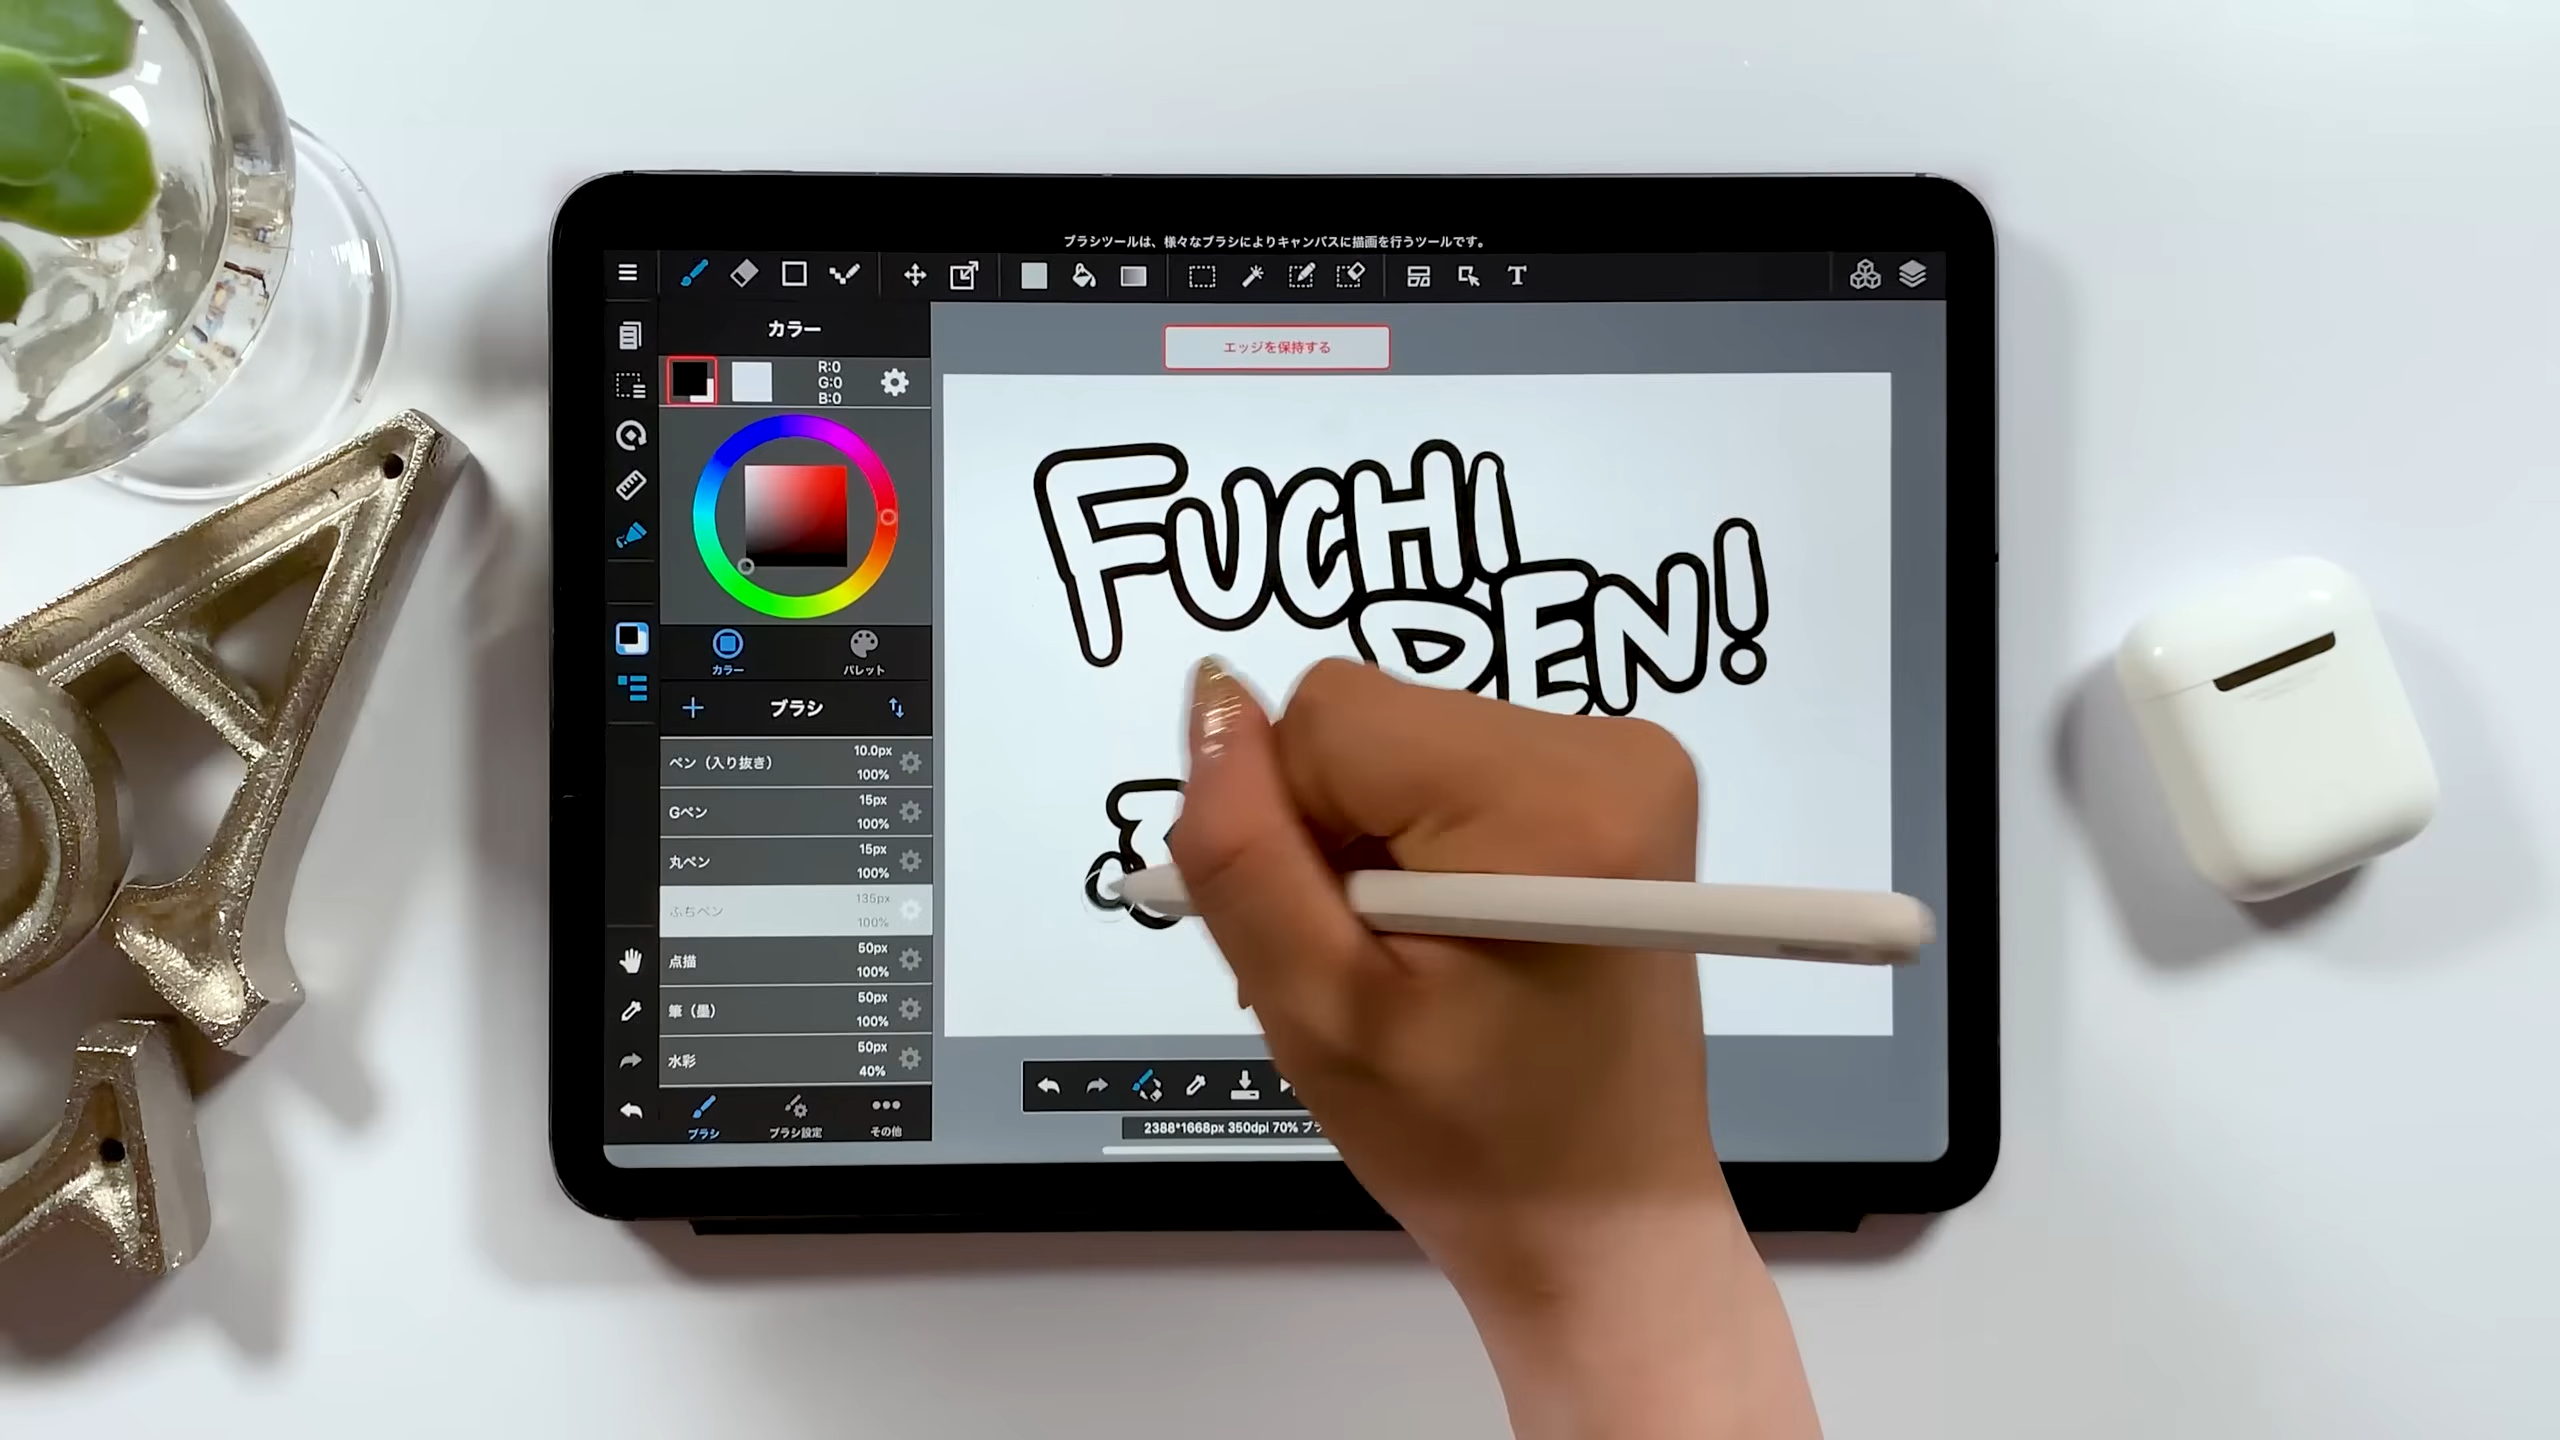 ブラシツールは、様々なブラシによりキャンバスに描画を行うツールです。
T
カラー
エッジを保持する
R:0
G:0
B:0
カラー
パレット
ブラシ
ペン（入り抜き）
10.0px
100%
Gペン
15px
100%
丸ペン
15px
100%
ふちペン
135px
100%
点描
50px
100%
筆（墨）
50px
100%
水彩
50px
40%
ブラシ
ブラシ設定
その他
FUCHI
PEN!
ふ
2388*1668px 350dpi 70% ブラ